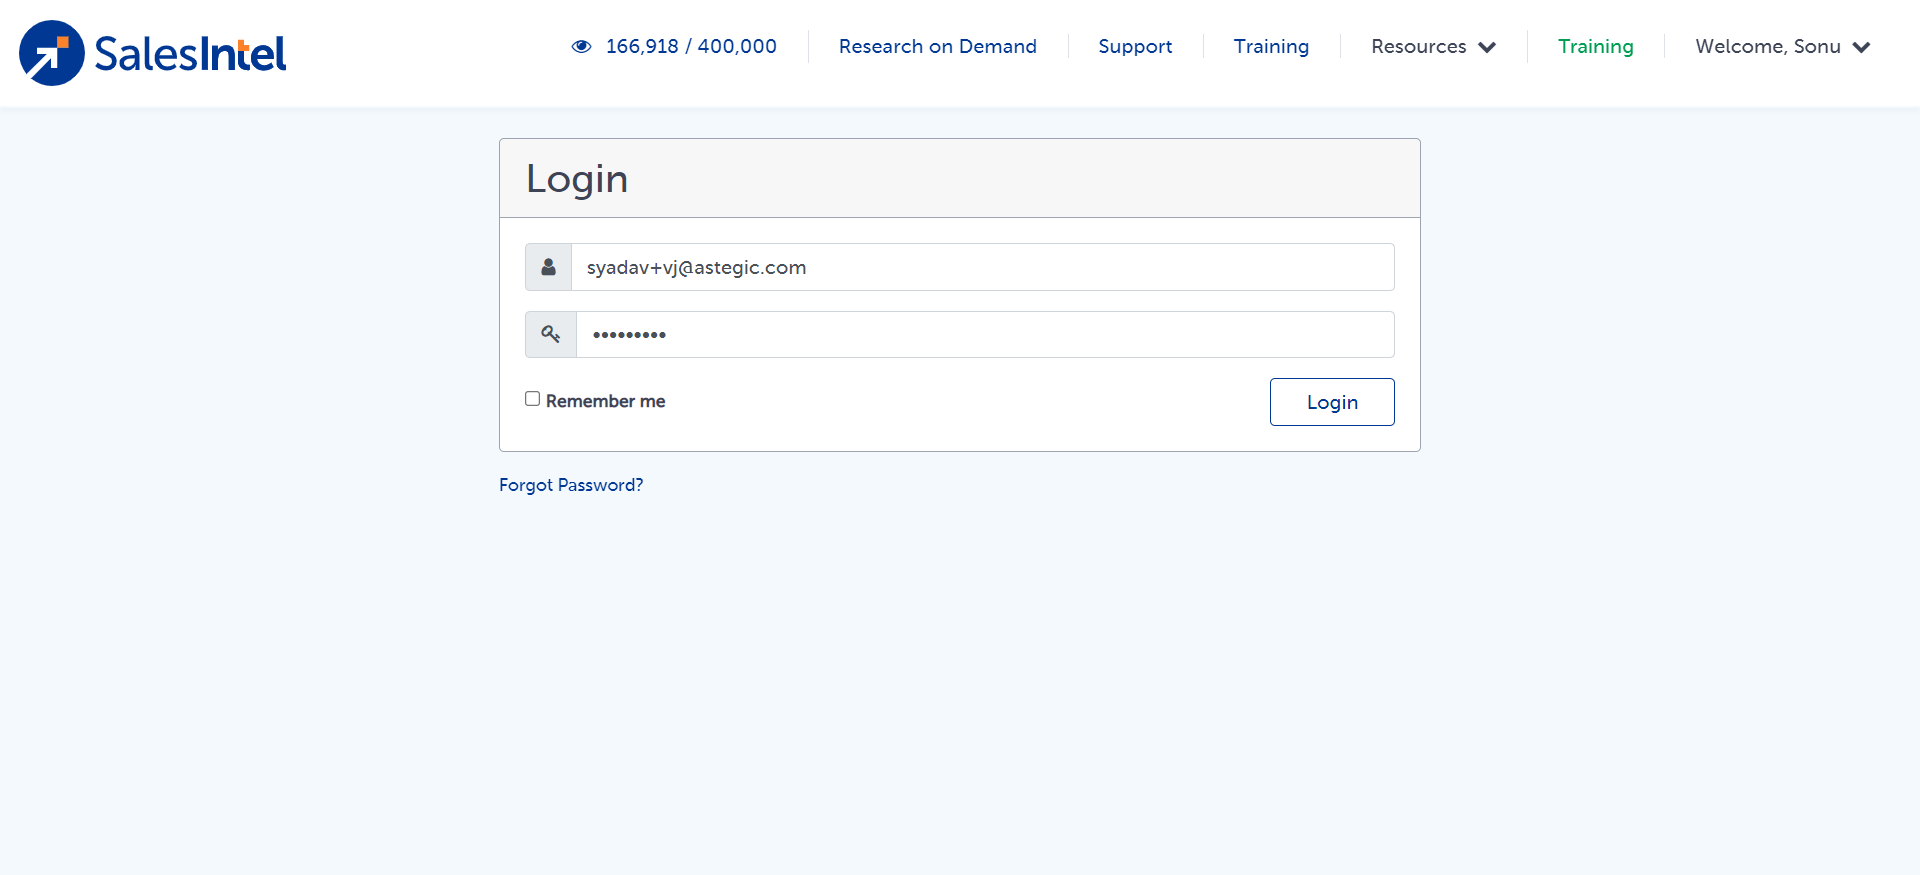 SalesIntel
166,918 / 400,000
Research on Demand
Support
Training
Resources
Training
Welcome, Sonu
Login
syadav+vj@astegic.com
•••••••••
Remember me
Login
Forgot Password?